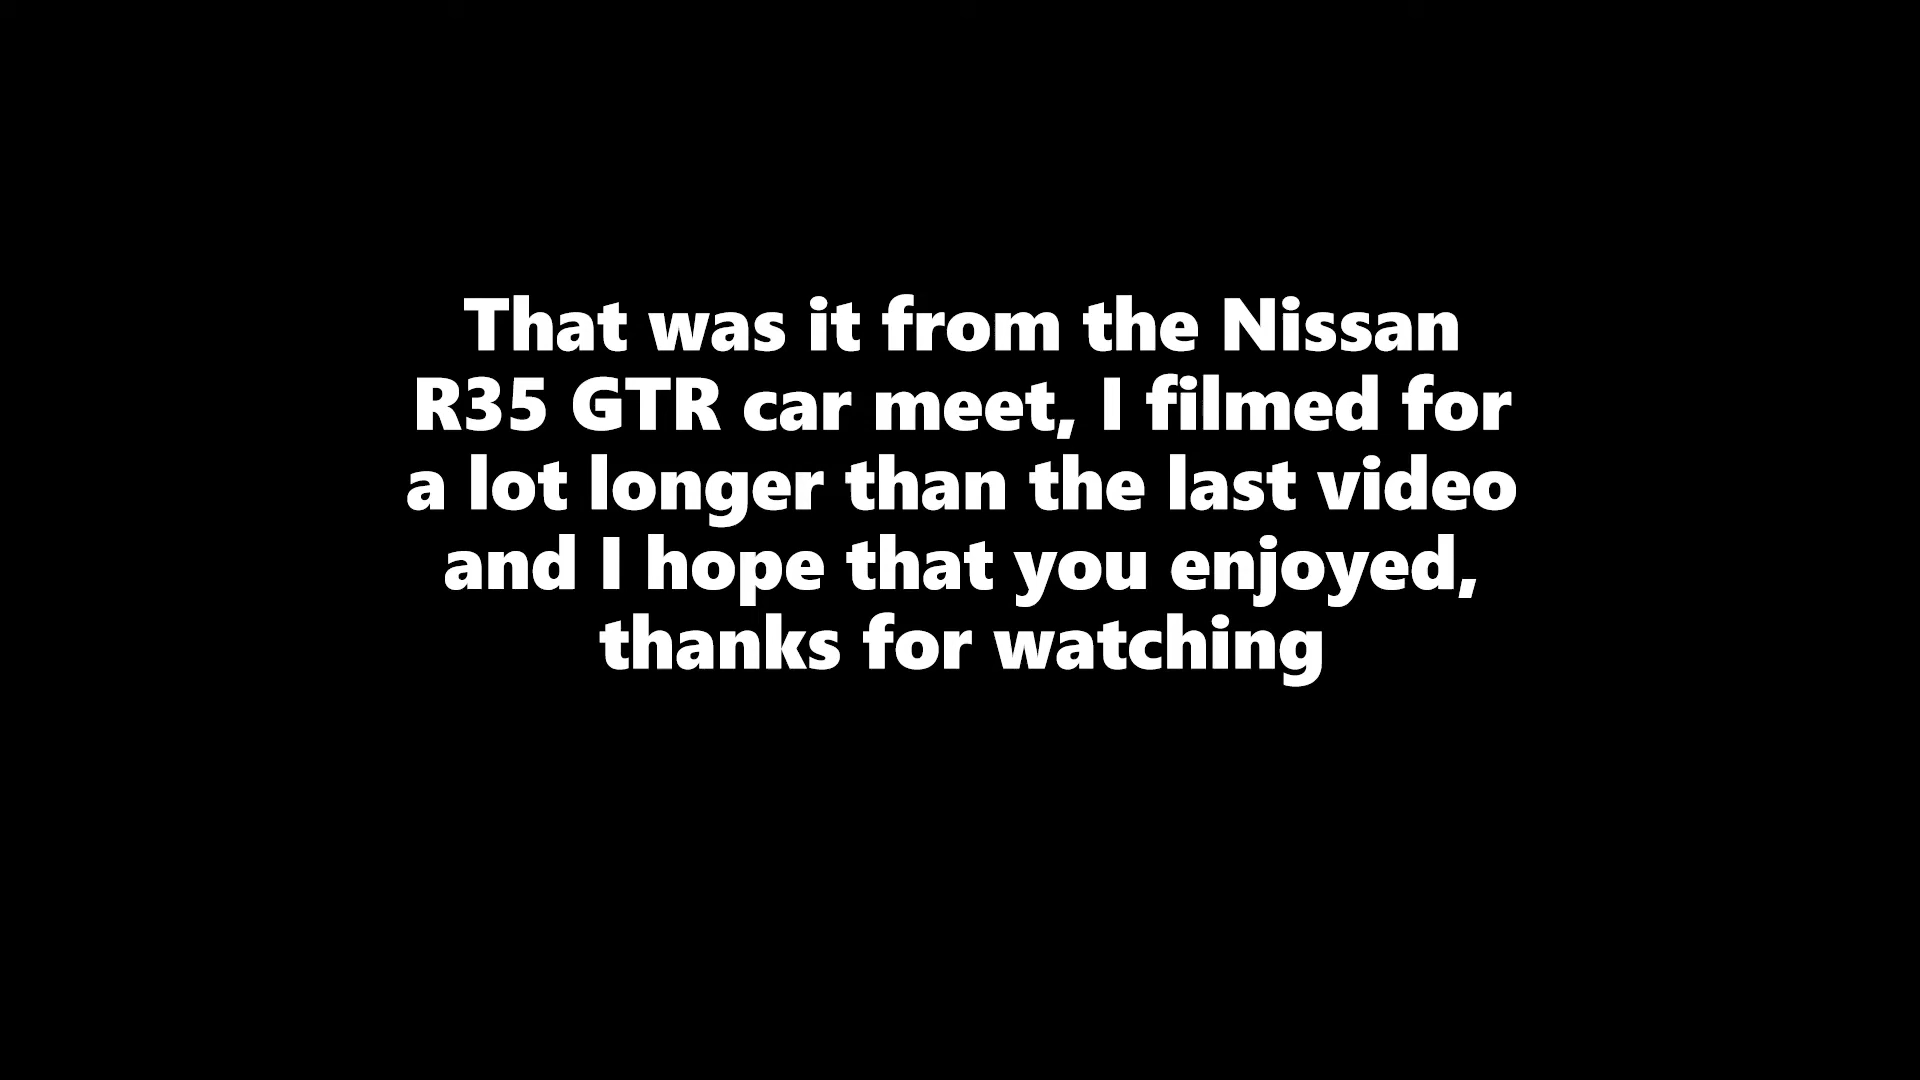 That was it from the Nissan
R35 GTR car meet, I filmed for
a lot longer than the last video
and I hope that you enjoyed,
thanks for watching